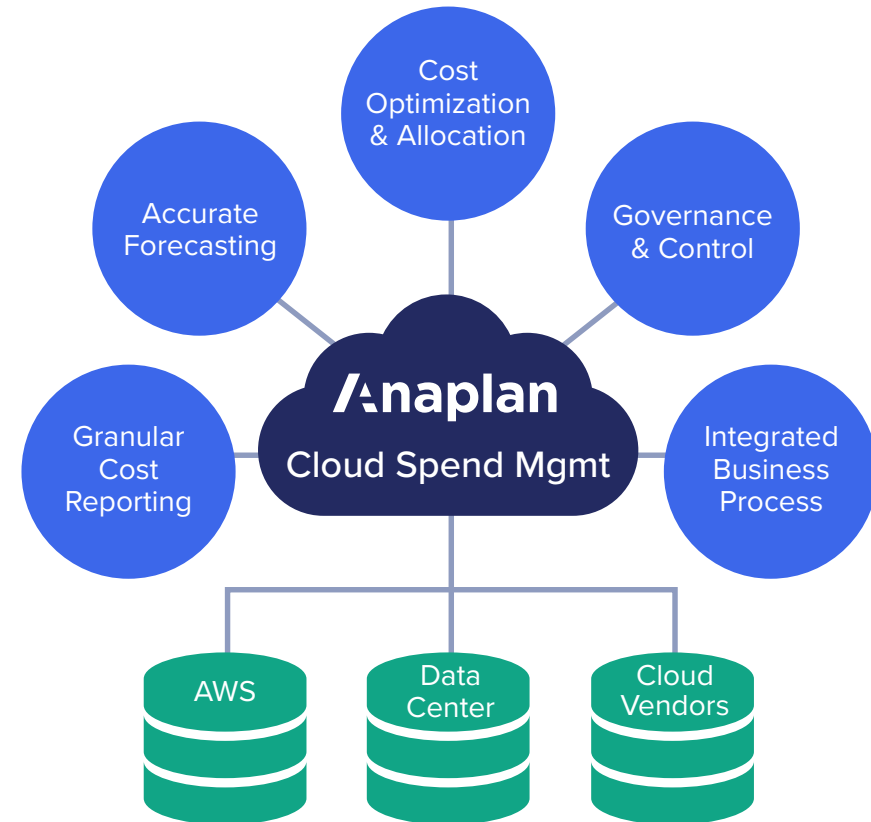 Cost
Optimization
& Allocation
Accurate
Forecasting
Governance
& Control
Anaplan
Cloud Spend Mgmt
Granular
Cost
Reporting
Integrated
Business
Process
AWS
Data
Center
Cloud
Vendors